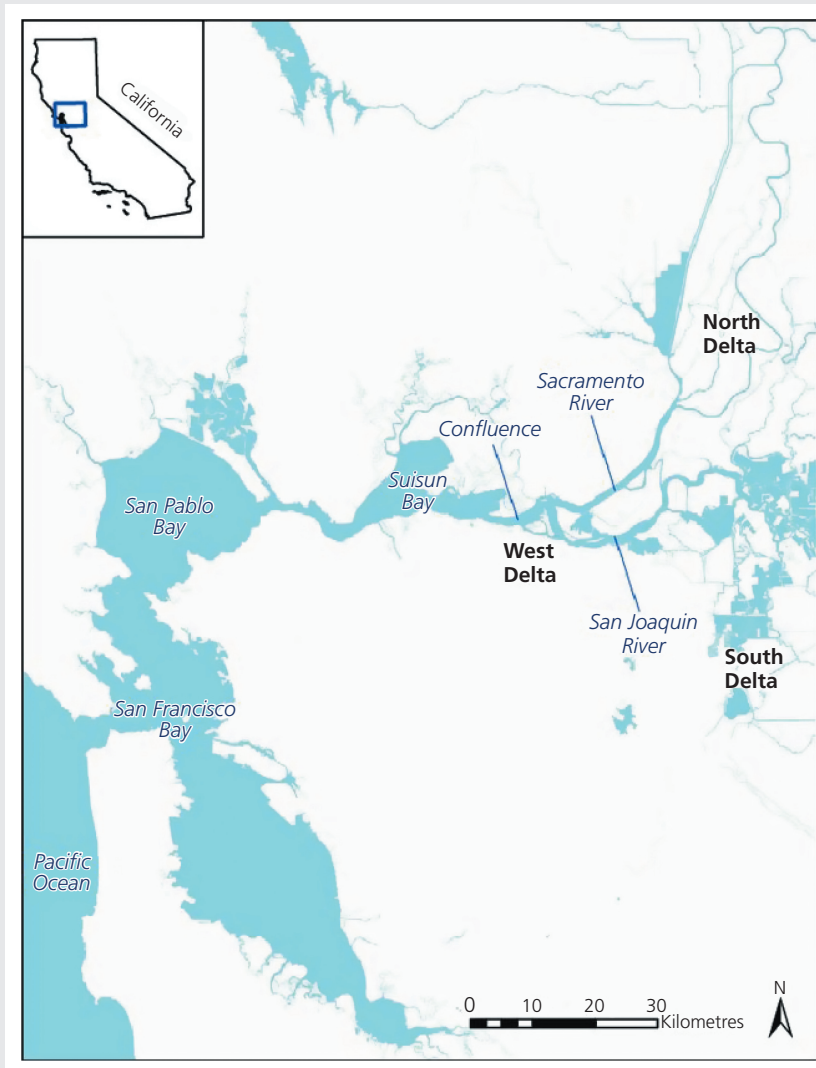 California
North
Delta
Sacramento
River
Confluence
Suisun
Bay
San Pablo
Bay
West
Delta
San Joaquin
River
South
Delta
San Francisco
Bay
Pacific
Ocean
N
0 10 20 30
Kilometres